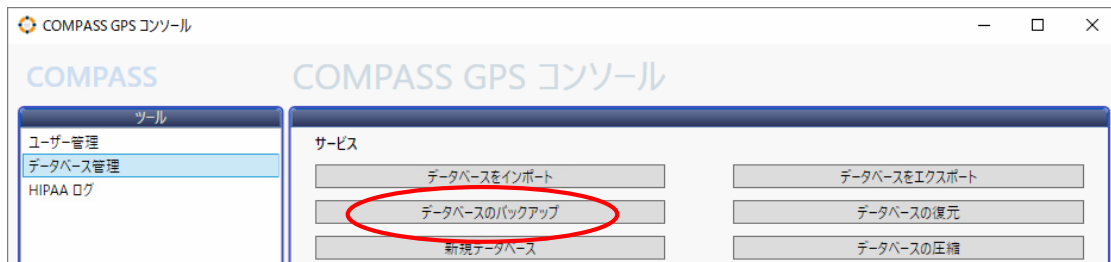 COMPASS GPS コンソール
COMPASS
COMPASS GPS コンソール
ツール
ユーザー管理
データベース管理
HIPAA ログ
サービス
データベースをインポート
データベースをエクスポート
データベースのバックアップ
データベースの復元
新規データベース
データベースの圧縮